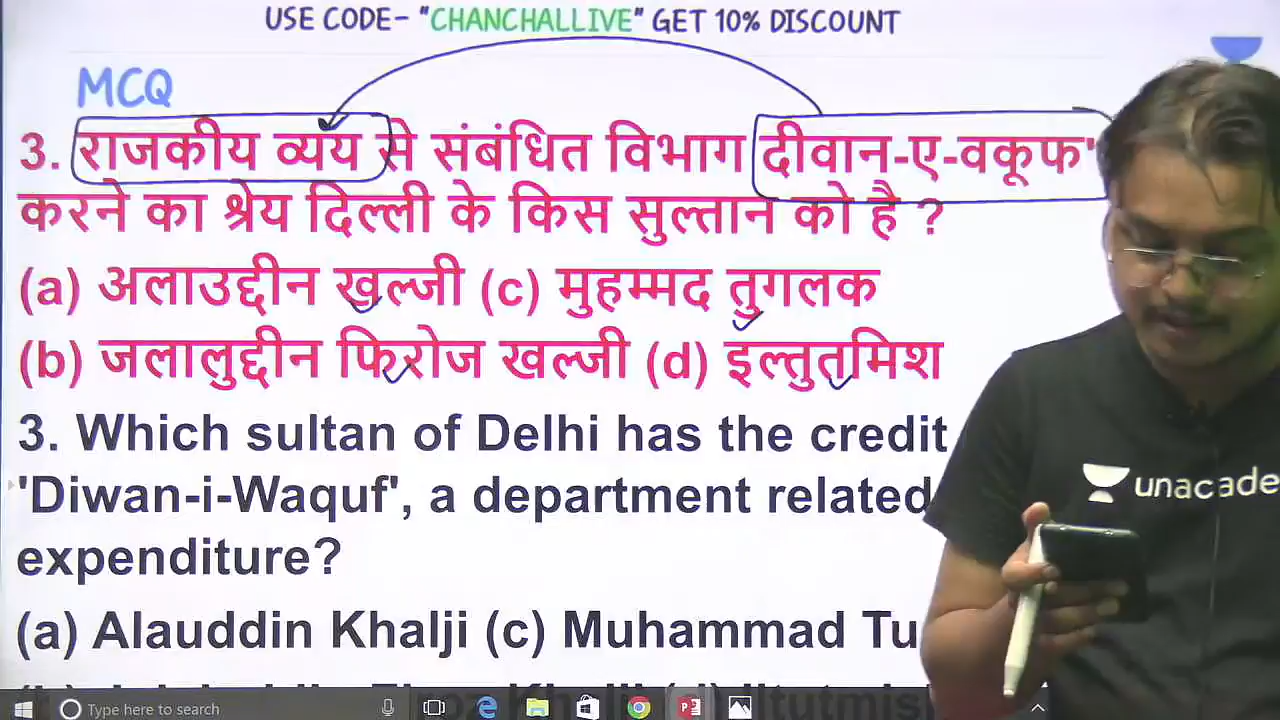 USE CODE- "CHANCHALLIVE" GET 10% DISCOUNT
MCQ
3. राजकीय व्यय से संबंधित विभाग दीवान-ए-वकूफ'
करने का श्रेय दिल्ली के किस सुल्तान को है ?
(a) अलाउद्दीन खल्जी (c) मुहम्मद तुगलक
(b) जलालुद्दीन फिरोज खल्जी (d) इल्तुतमिश
3. Which sultan of Delhi has the credit
'Diwan-i-Waquf', a department related
expenditure?
(a) Alauddin Khalji (c) Muhammad Tu
unacade
Type here to search